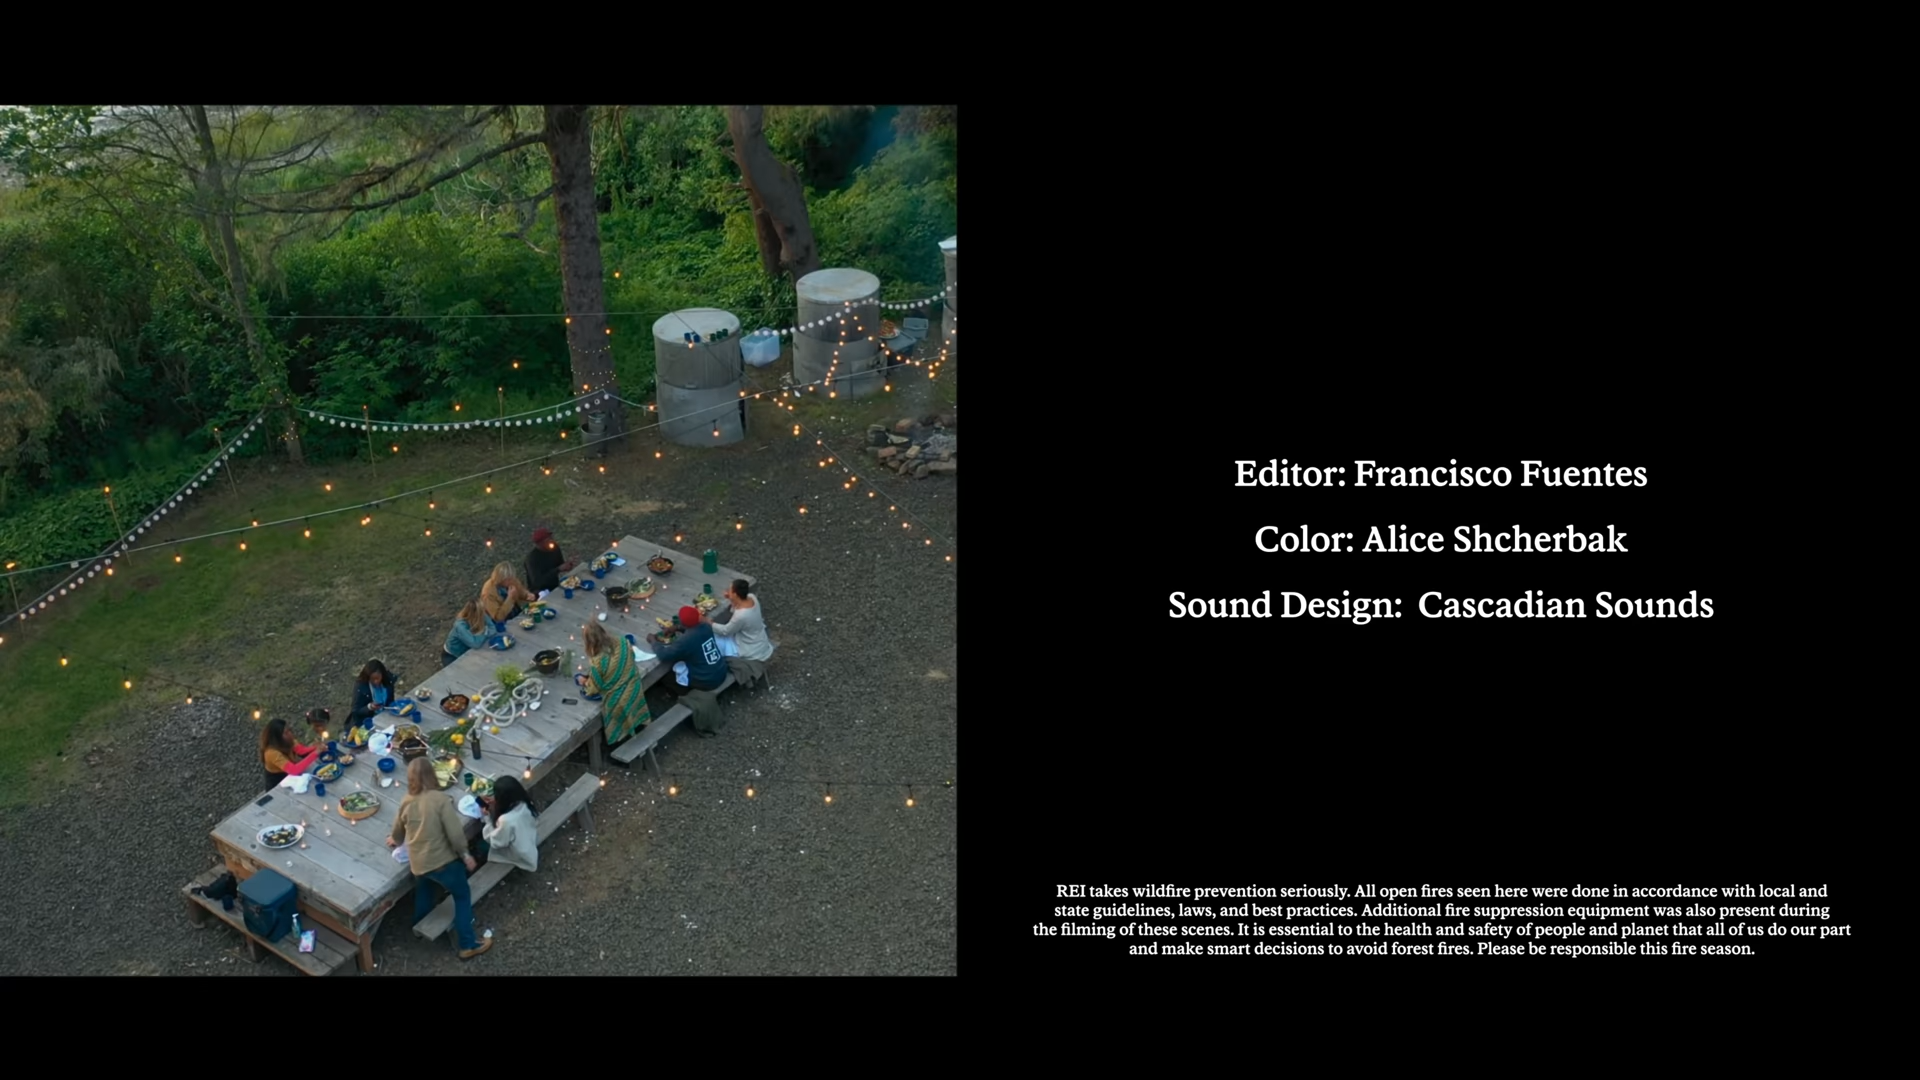 Editor: Francisco Fuentes
Color: Alice Shcherbak
Sound Design:  Cascadian Sounds
REI takes wildfire prevention seriously. All open fires seen here were done in accordance with local and
state guidelines, laws, and best practices. Additional fire suppression equipment was also present during
the filming of these scenes. It is essential to the health and safety of people and planet that all of us do our part
and make smart decisions to avoid forest fires. Please be responsible this fire season.